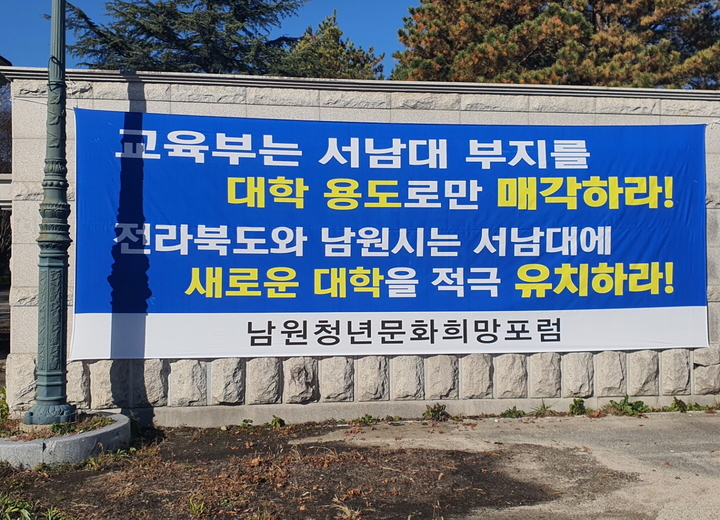 교육부는 서남대 부지를
대학 용도로만 매각하라!
전라북도와 남원시는 서남대에
새로운 대학을 적극 유치하라!
남원청년문화희망포럼